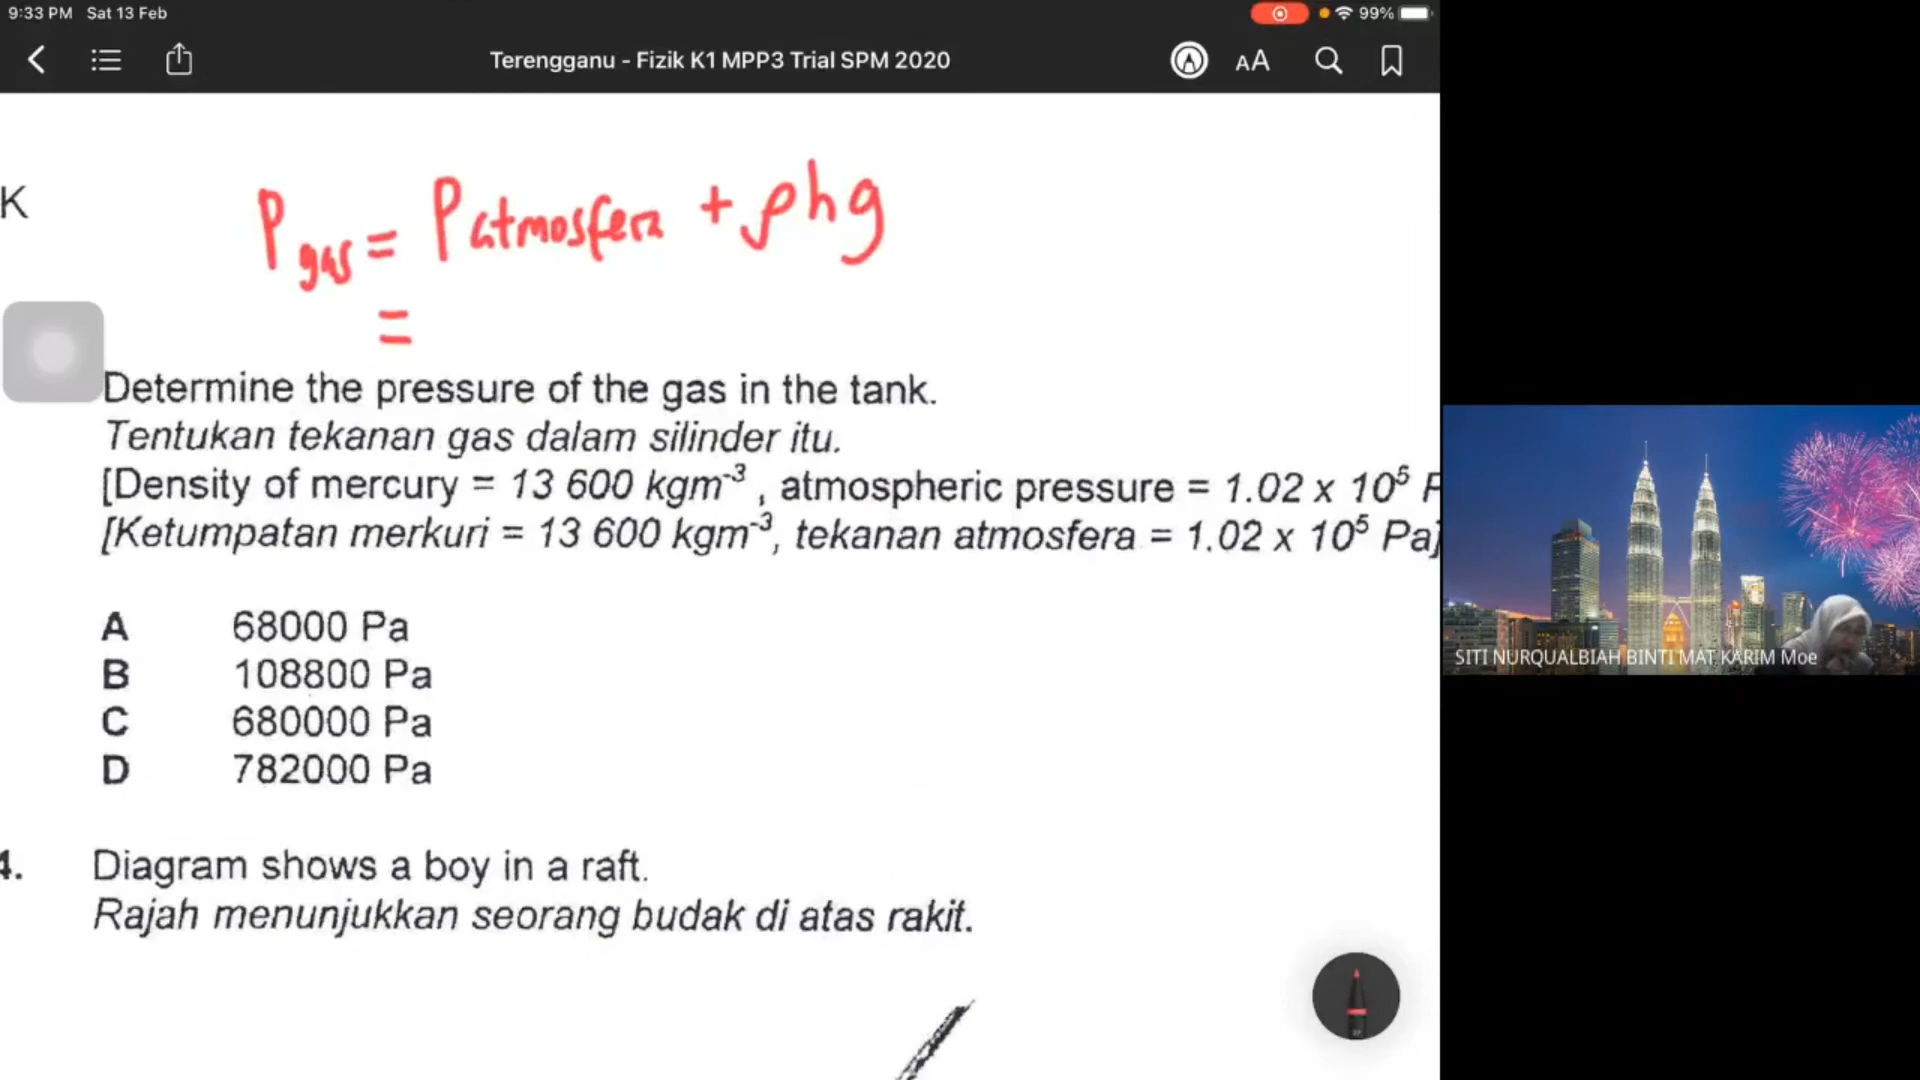 9:33 PM Sat 13 Feb
99%
Terengganu - Fizik K1 MPP3 Trial SPM 2020
AA
K
P gas = P atmosfera + ρhg
=
Determine the pressure of the gas in the tank.
Tentukan tekanan gas dalam silinder itu.
[Density of mercury = 13 600 kgm⁻³ , atmospheric pressure = 1.02 x 10⁵ P
[Ketumpatan merkuri = 13 600 kgm⁻³, tekanan atmosfera = 1.02 x 10⁵ Pa]
A 68000 Pa
B 108800 Pa
C 680000 Pa
D 782000 Pa
4. Diagram shows a boy in a raft.
Rajah menunjukkan seorang budak di atas rakit.
SITI NURQUALBIAH BINTI MAT KARIM Moe